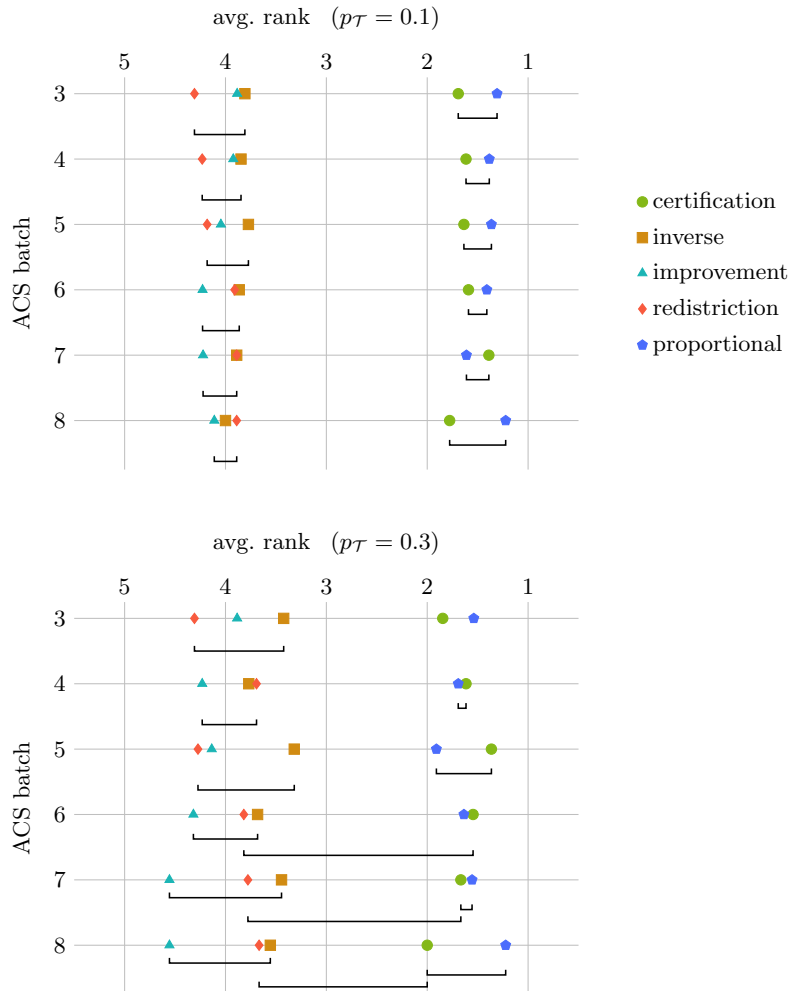 avg. rank (p𝒯 = 0.1)
5 4 3 2 1
3
4
5
6
7
8
ACS batch
certification
inverse
improvement
redistriction
proportional
avg. rank (p𝒯 = 0.3)
5 4 3 2 1
3
4
5
6
7
8
ACS batch